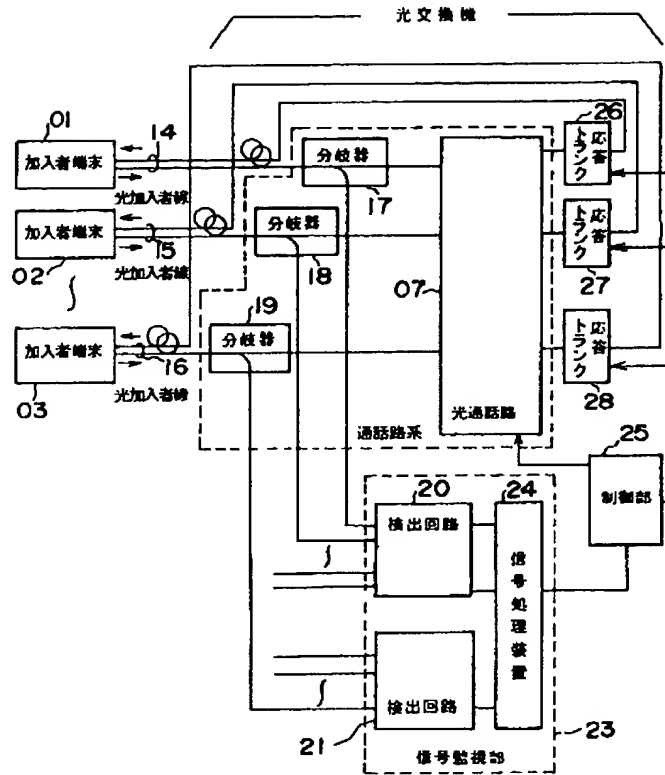 光交換機
01
加入者端末
14
光加入者線
分岐器
17
26
応答トランク
加入者端末
02
15
光加入者線
分岐器
18
07
応答トランク
27
19
加入者端末
03
16
光加入者線
分岐器
光通話路
応答トランク
28
通話路系
25
制御部
20
検出回路
24
信号処理装置
検出回路
21
23
信号監視部